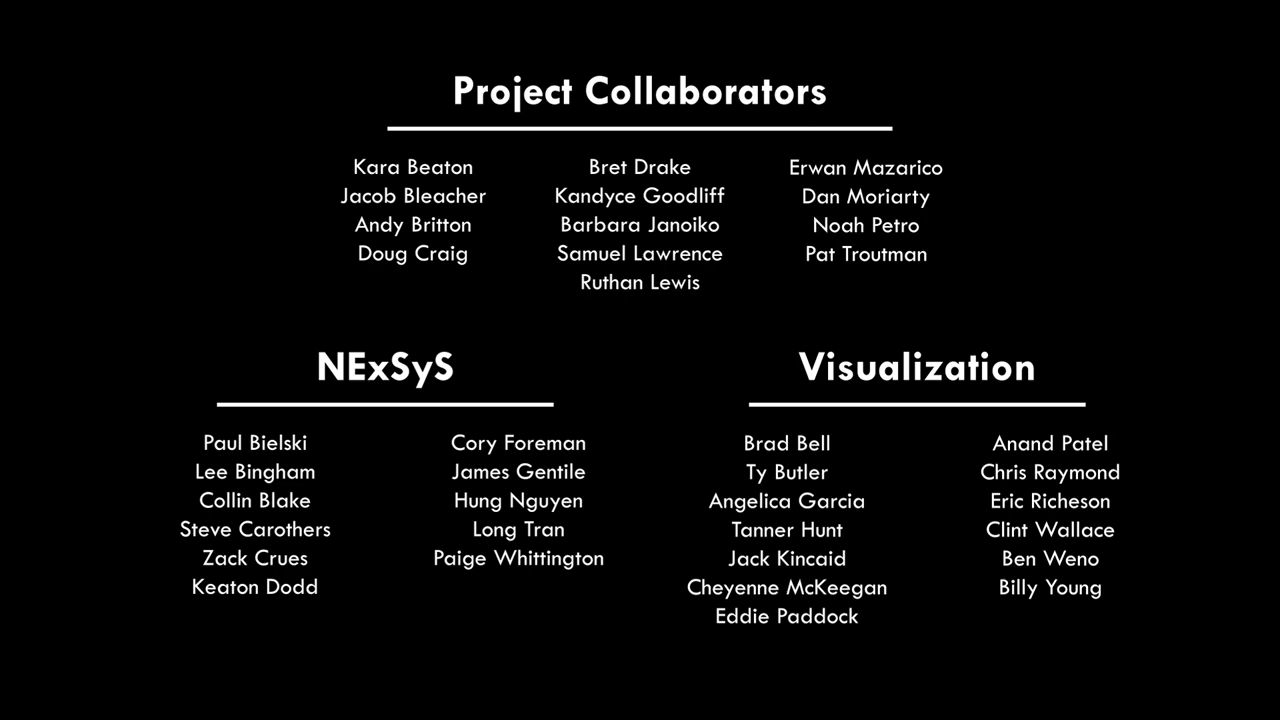 Project Collaborators
Kara Beaton
Jacob Bleacher
Andy Britton
Doug Craig
Bret Drake
Kandyce Goodliff
Barbara Janoiko
Samuel Lawrence
Ruthan Lewis
Erwan Mazarico
Dan Moriarty
Noah Petro
Pat Troutman
NExSyS
Paul Bielski
Lee Bingham
Collin Blake
Steve Carothers
Zack Crues
Keaton Dodd
Cory Foreman
James Gentile
Hung Nguyen
Long Tran
Paige Whittington
Visualization
Brad Bell
Ty Butler
Angelica Garcia
Tanner Hunt
Jack Kincaid
Cheyenne McKeegan
Eddie Paddock
Anand Patel
Chris Raymond
Eric Richeson
Clint Wallace
Ben Weno
Billy Young